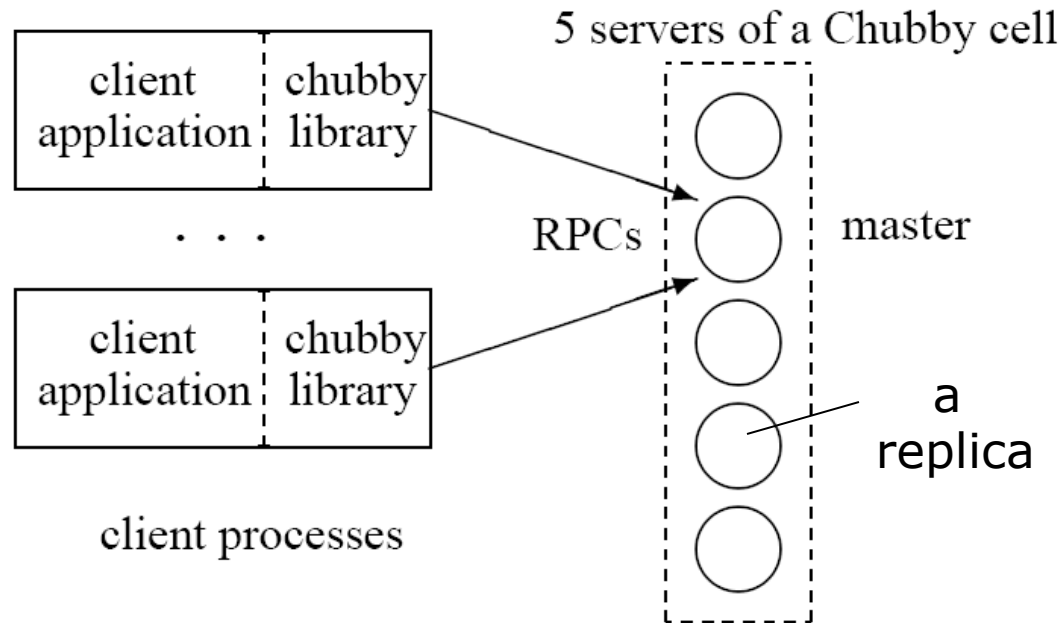 5 servers of a Chubby cell
client
application
chubby
library
. . .
RPCs
master
client
application
chubby
library
a
replica
client processes